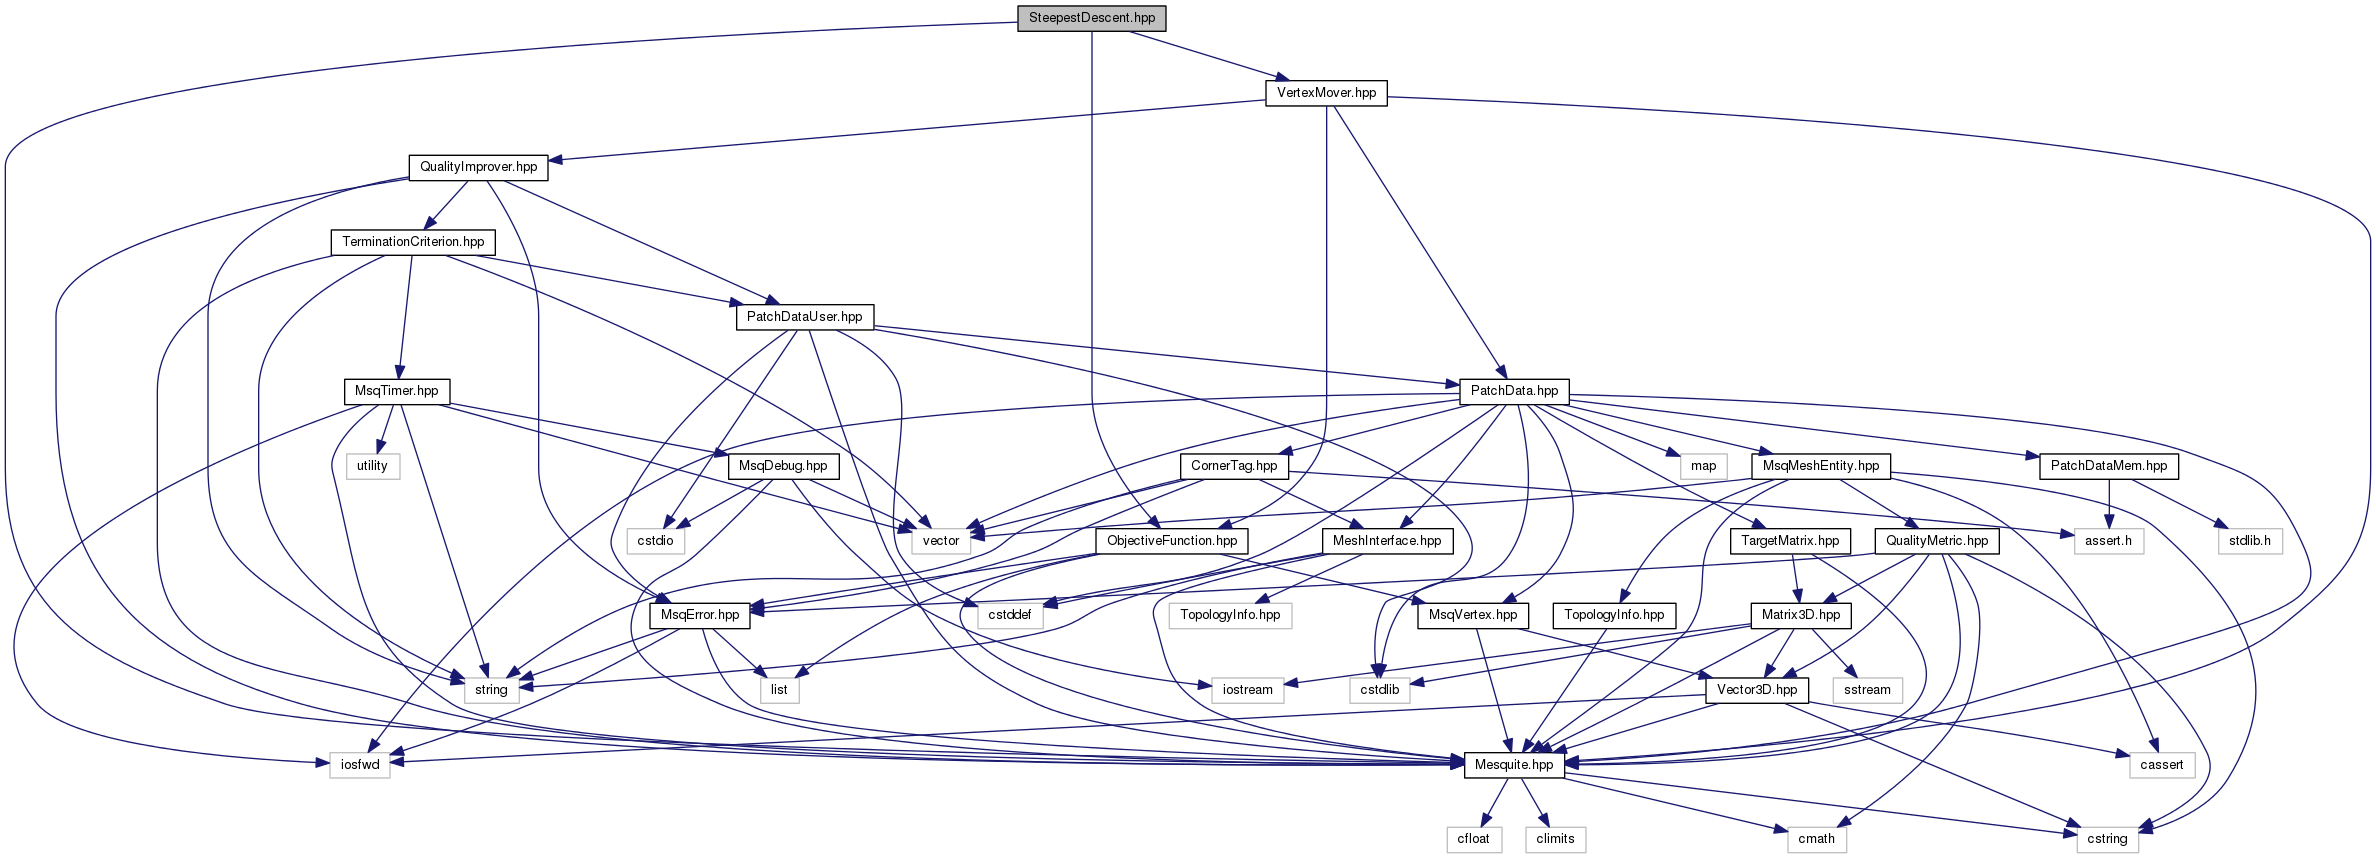 SteepestDescent.hpp
VertexMover.hpp
QualityImprover.hpp
TerminationCriterion.hpp
PatchDataUser.hpp
MsqTimer.hpp
PatchData.hpp
utility
MsqDebug.hpp
CornerTag.hpp
map
MsqMeshEntity.hpp
PatchDataMem.hpp
cstdio
vector
ObjectiveFunction.hpp
MeshInterface.hpp
TargetMatrix.hpp
QualityMetric.hpp
assert.h
stdlib.h
MsqError.hpp
cstddef
TopologyInfo.hpp
MsqVertex.hpp
TopologyInfo.hpp
Matrix3D.hpp
string
list
iostream
cstdlib
Vector3D.hpp
sstream
iosfwd
Mesquite.hpp
cassert
cfloat
climits
cmath
cstring